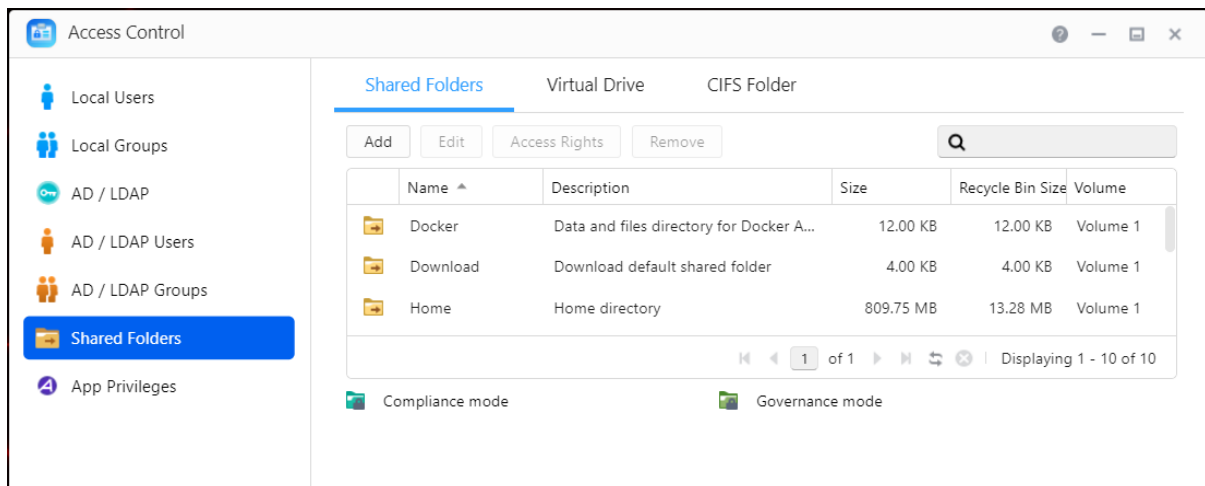 Access Control
Local Users
Local Groups
AD / LDAP
AD / LDAP Users
AD / LDAP Groups
Shared Folders
App Privileges
Shared Folders Virtual Drive CIFS Folder
Add Edit Access Rights Remove
Name Description Size Recycle Bin Size Volume
Docker Data and files directory for Docker A... 12.00 KB 12.00 KB Volume 1
Download Download default shared folder 4.00 KB 4.00 KB Volume 1
Home Home directory 809.75 MB 13.28 MB Volume 1
1 of 1 Displaying 1 - 10 of 10
Compliance mode Governance mode